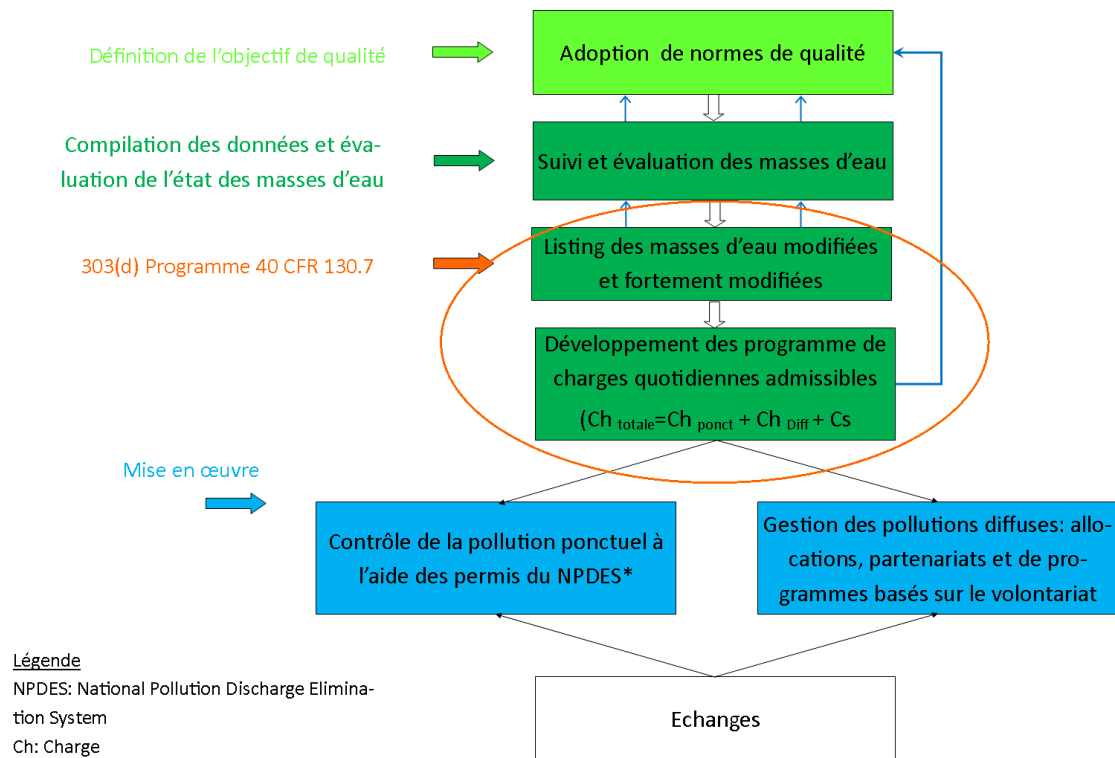 Définition de l'objectif de qualité
Adoption de normes de qualité
Compilation des données et éva-
luation de l'état des masses d'eau
Suivi et évaluation des masses d'eau
303(d) Programme 40 CFR 130.7
Listing des masses d'eau modifiées
et fortement modifiées
Développement des programme de
charges quotidiennes admissibles
(Ch totale=Ch ponct + Ch Diff + Cs
Mise en œuvre
Contrôle de la pollution ponctuel à
l'aide des permis du NPDES*
Gestion des pollutions diffuses: allo-
cations, partenariats et de pro-
grammes basés sur le volontariat
Légende
NPDES: National Pollution Discharge Elimina-
tion System
Ch: Charge
Echanges